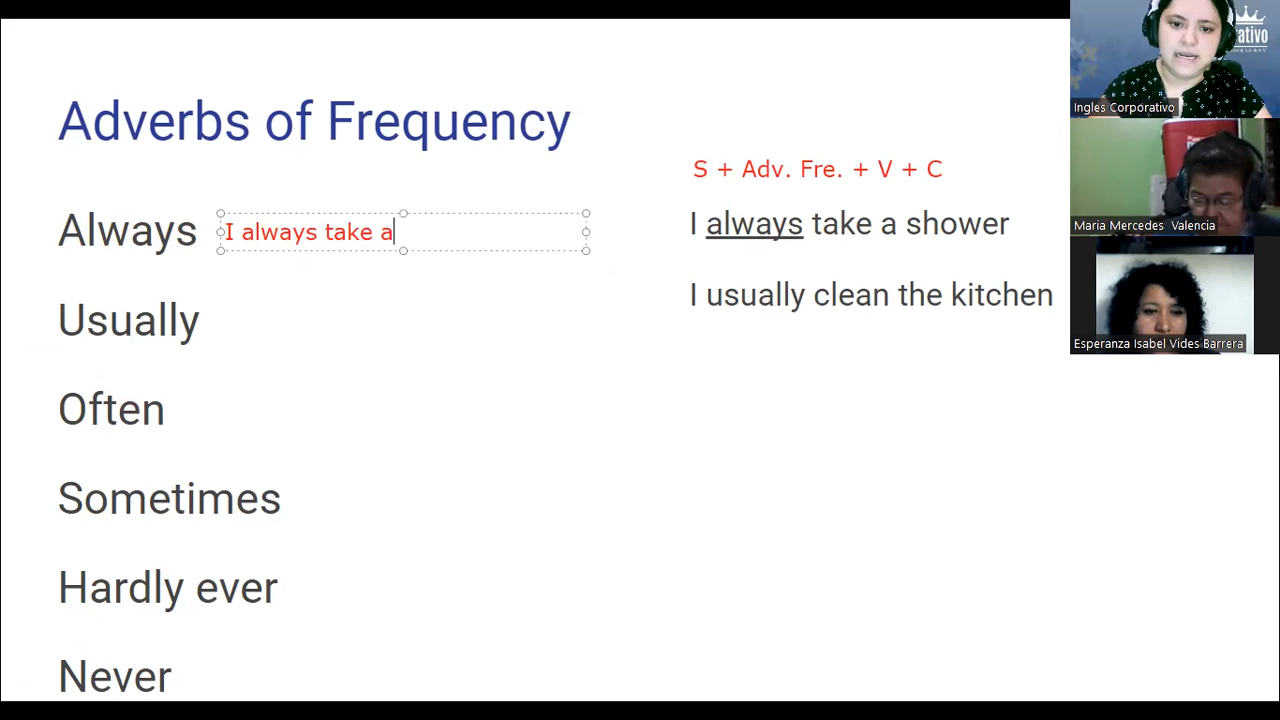 Adverbs of Frequency
Always
I always take a
Usually
Often
Sometimes
Hardly ever
Never
S + Adv. Fre. + V + C
I always take a shower
I usually clean the kitchen
ativo
Ingles Corporativo
Maria Mercedes Valencia
Esperanza Isabel Vides Barrera